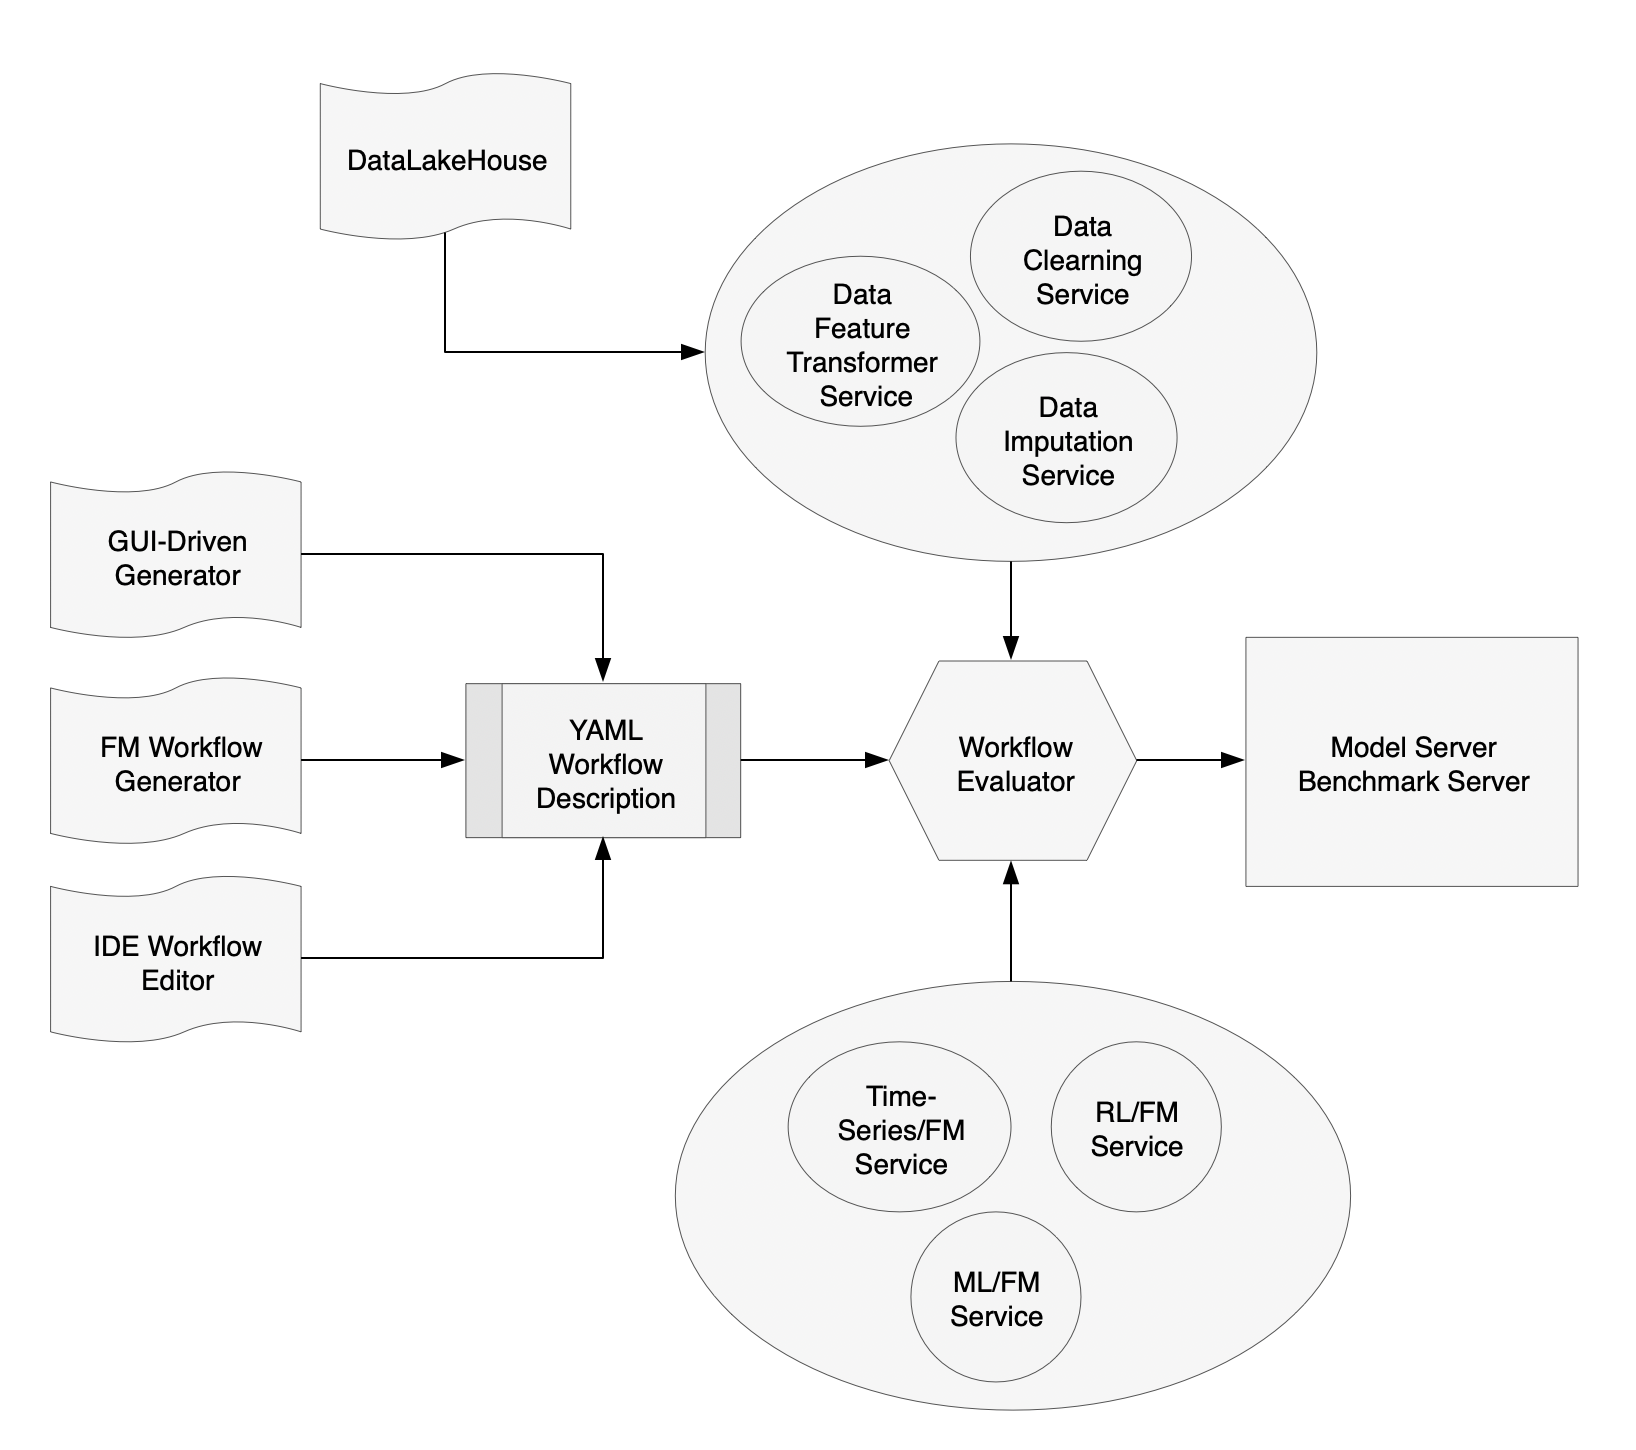 DataLakeHouse
Data
Clearning
Service
Data
Feature
Transformer
Service
Data
Imputation
Service
GUI-Driven
Generator
FM Workflow
Generator
YAML
Workflow
Description
Workflow
Evaluator
Model Server
Benchmark Server
IDE Workflow
Editor
Time-
Series/FM
Service
RL/FM
Service
ML/FM
Service